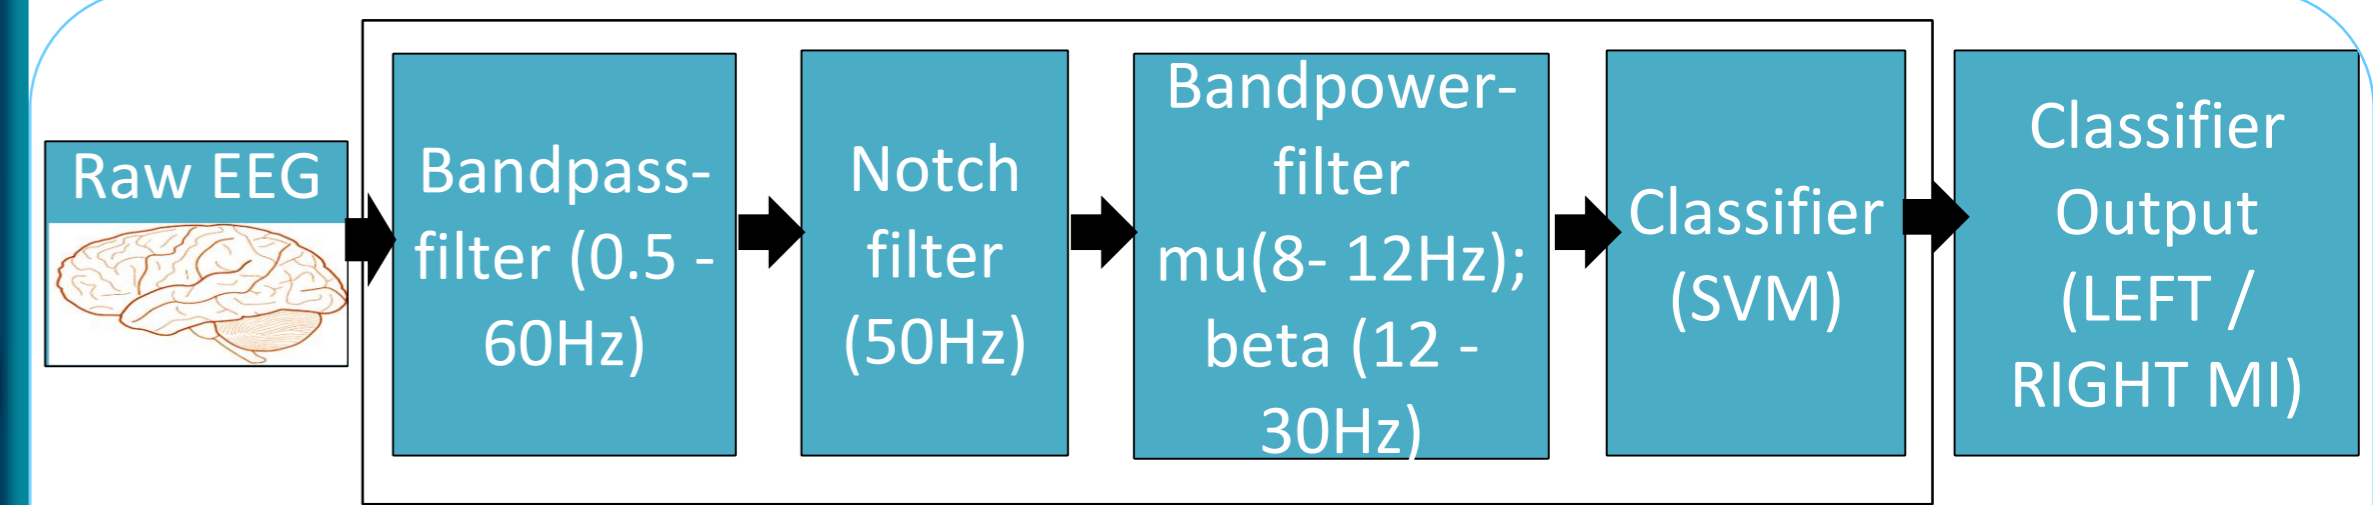 Raw EEG
Bandpass-
filter (0.5 -
60Hz)
Notch
filter
(50Hz)
Bandpower-
filter
mu(8- 12Hz);
beta (12 -
30Hz)
Classifier
(SVM)
Classifier
Output
(LEFT /
RIGHT MI)